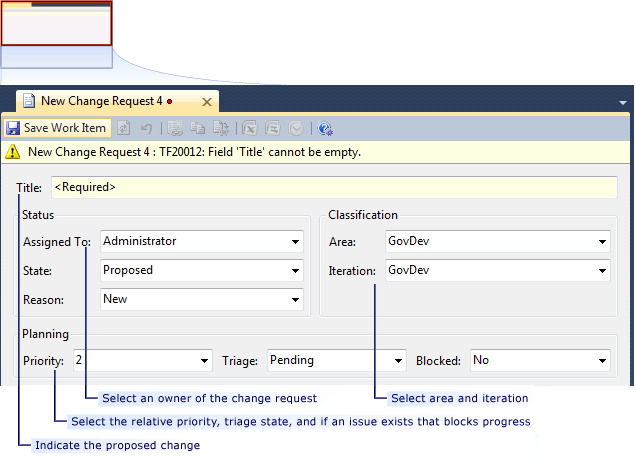 New Change Request 4
Save Work Item
New Change Request 4 : TF20012: Field 'Title' cannot be empty.
Title: <Required>
Status Classification
Assigned To: Administrator Area: GovDev
State: Proposed Iteration: GovDev
Reason: New
Planning
Priority: 2 Triage: Pending Blocked: No
Select an owner of the change request Select area and iteration
Select the relative priority, triage state, and if an issue exists that blocks progress
Indicate the proposed change